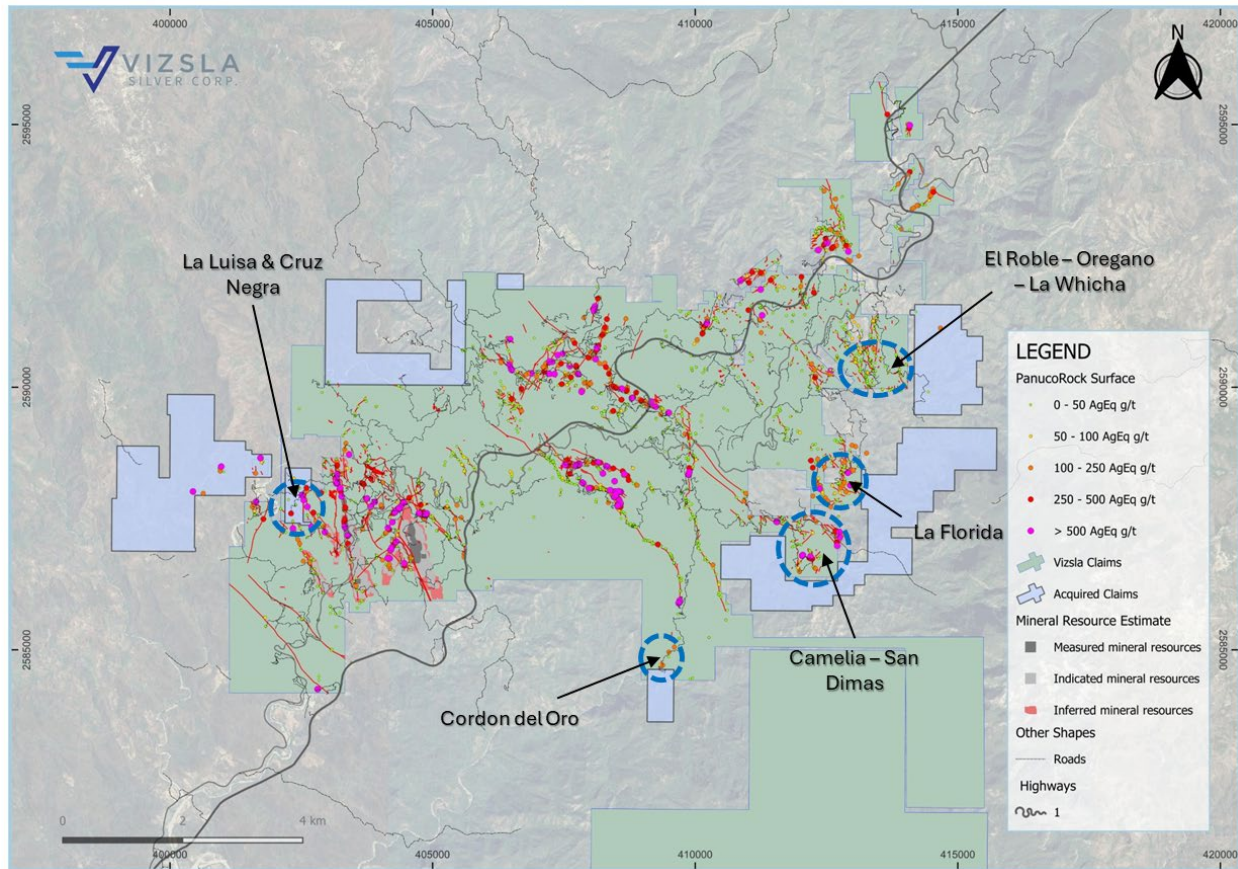 400000
405000
410000
415000
420000
VIZSLA
SILVER CORP.
N
2595000
2595000
La Luisa & Cruz
Negra
El Roble – Oregano
– La Whicha
2590000
2590000
LEGEND
PanucoRock Surface
0 - 50 AgEq g/t
50 - 100 AgEq g/t
100 - 250 AgEq g/t
250 - 500 AgEq g/t
> 500 AgEq g/t
Vizsla Claims
Acquired Claims
Mineral Resource Estimate
Measured mineral resources
Indicated mineral resources
Inferred mineral resources
Other Shapes
Roads
Highways
1
La Florida
Camelia – San
Dimas
Cordon del Oro
2585000
2585000
0
2
4 km
400000
405000
410000
415000
420000